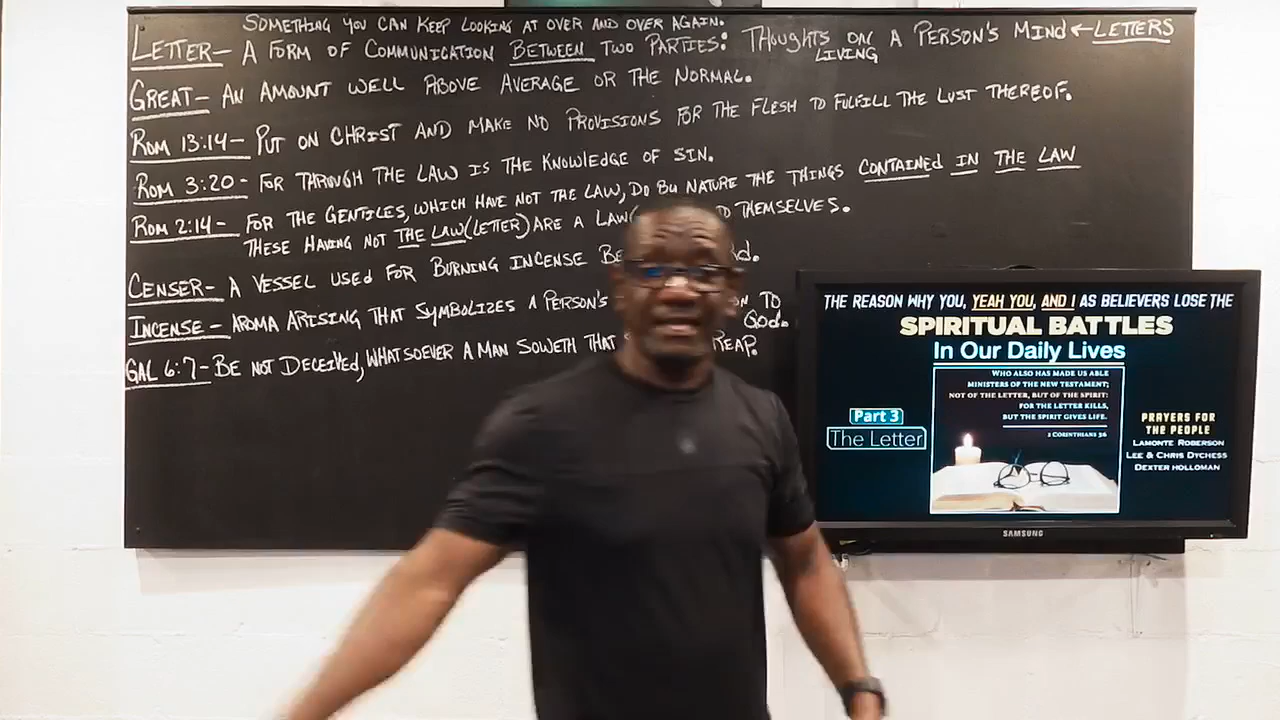 SOMETHING YOU CAN KEEP LOOKING AT OVER AND OVER AGAIN.
LETTER- A FORM OF COMMUNICATION BETWEEN TWO PARTIES: THOUGHTS ON A PERSON'S MIND ← LETTERS
LIVING
GREAT- AN AMOUNT WELL ABOVE AVERAGE OR THE NORMAL.
ROM 13:14- PUT ON CHRIST AND MAKE NO PROVISIONS FOR THE FLESH TO FULFILL THE LUST THEREOF.
ROM 3:20- FOR THROUGH THE LAW IS THE KNOWLEDGE OF SIN.
ROM 2:14- FOR THE GENTILES, WHICH HAVE NOT THE LAW, DO BY NATURE THE THINGS CONTAINED IN THE LAW
THESE HAVING NOT THE LAW(LETTER) ARE A LAW( THEMSELVES.
CENSER- A VESSEL USED FOR BURNING INCENSE
INCENSE- AROMA ARISING THAT SYMBOLIZES A PERSON'S TO
GOD.
GAL 6:7- BE NOT DECEIVED, WHATSOEVER A MAN SOWETH THAT REAP.
THE REASON WHY YOU, YEAH YOU, AND I AS BELIEVERS LOSE THE
SPIRITUAL BATTLES
In Our Daily Lives
WHO ALSO HAS MADE US ABLE
MINISTERS OF THE NEW TESTAMENT;
NOT OF THE LETTER, BUT OF THE SPIRIT:
FOR THE LETTER KILLS,
BUT THE SPIRIT GIVES LIFE.
2 CORINTHIANS 3:6
Part 3
The Letter
PRAYERS FOR
THE PEOPLE
LAMONTE ROBERSON
LEE & CHRIS DYCHESS
DEXTER HOLLOMAN
SAMSUNG